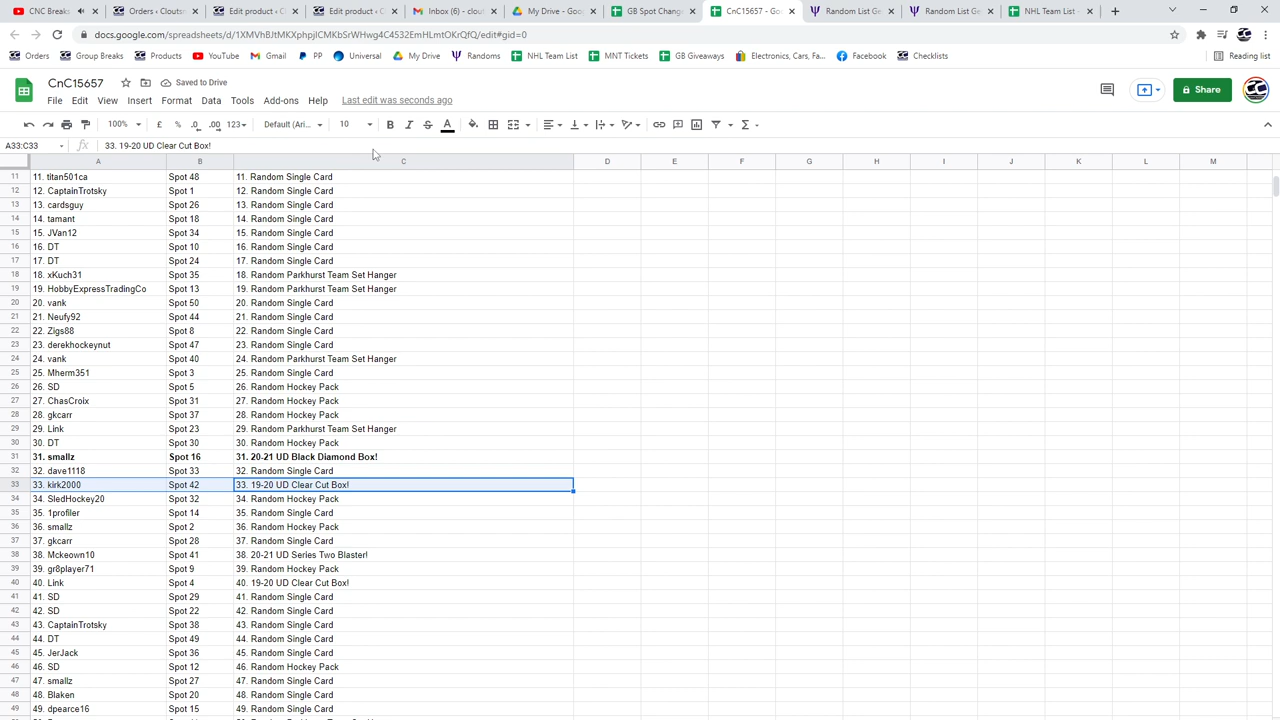 CNC Break
Orders ‹ Cloutsn
Edit product ‹ C
Edit product ‹ C
Inbox (6) - cloutsn
My Drive - Goog
GB Spot Change
CnC15657 - Goo
Random List Ge
Random List Ge
NHL Team List -
docs.google.com/spreadsheets/d/1XMVhBJtMKXphpjICMKbSrWHwg4C4532EmHLmtOKrQfQ/edit#gid=0
Orders Group Breaks Products YouTube Gmail PP Universal My Drive Randoms NHL Team List MNT Tickets GB Giveaways Electronics, Cars, Fa... Facebook Checklists Reading list
CnC15657 Saved to Drive
File Edit View Insert Format Data Tools Add-ons Help Last edit was seconds ago
Share
100% £ % .0 .00 123 Default (Ari... 10 B I S A
A33:C33 fx 33. 19-20 UD Clear Cut Box!
A B C D E F G H I J K L M
11 11. titan501ca Spot 48 11. Random Single Card
12 12. CaptainTrotsky Spot 1 12. Random Single Card
13 13. cardsguy Spot 26 13. Random Single Card
14 14. tamant Spot 18 14. Random Single Card
15 15. JVan12 Spot 34 15. Random Single Card
16 16. DT Spot 10 16. Random Single Card
17 17. DT Spot 24 17. Random Single Card
18 18. xKuch31 Spot 35 18. Random Parkhurst Team Set Hanger
19 19. HobbyExpressTradingCo Spot 13 19. Random Parkhurst Team Set Hanger
20 20. vank Spot 50 20. Random Single Card
21 21. Neufy92 Spot 44 21. Random Single Card
22 22. Zigs88 Spot 8 22. Random Single Card
23 23. derekhockeynut Spot 47 23. Random Single Card
24 24. vank Spot 40 24. Random Parkhurst Team Set Hanger
25 25. Mherm351 Spot 3 25. Random Single Card
26 26. SD Spot 5 26. Random Hockey Pack
27 27. ChasCroix Spot 31 27. Random Hockey Pack
28 28. gkcarr Spot 37 28. Random Hockey Pack
29 29. Link Spot 23 29. Random Parkhurst Team Set Hanger
30 30. DT Spot 30 30. Random Hockey Pack
31 31. smallz Spot 16 31. 20-21 UD Black Diamond Box!
32 32. dave1118 Spot 33 32. Random Single Card
33 33. kirk2000 Spot 42 33. 19-20 UD Clear Cut Box!
34 34. SledHockey20 Spot 32 34. Random Hockey Pack
35 35. 1profiler Spot 14 35. Random Single Card
36 36. smallz Spot 2 36. Random Hockey Pack
37 37. gkcarr Spot 28 37. Random Single Card
38 38. Mckeown10 Spot 41 38. 20-21 UD Series Two Blaster!
39 39. gr8player71 Spot 9 39. Random Hockey Pack
40 40. Link Spot 4 40. 19-20 UD Clear Cut Box!
41 41. SD Spot 29 41. Random Single Card
42 42. SD Spot 22 42. Random Single Card
43 43. CaptainTrotsky Spot 6 43. Random Single Card
44 44. DT Spot 49 44. Random Single Card
45 45. JerJack Spot 36 45. Random Single Card
46 46. SD Spot 12 46. Random Hockey Pack
47 47. smallz Spot 27 47. Random Single Card
48 48. Blaken Spot 20 48. Random Single Card
49 49. dpearce16 Spot 15 49. Random Single Card